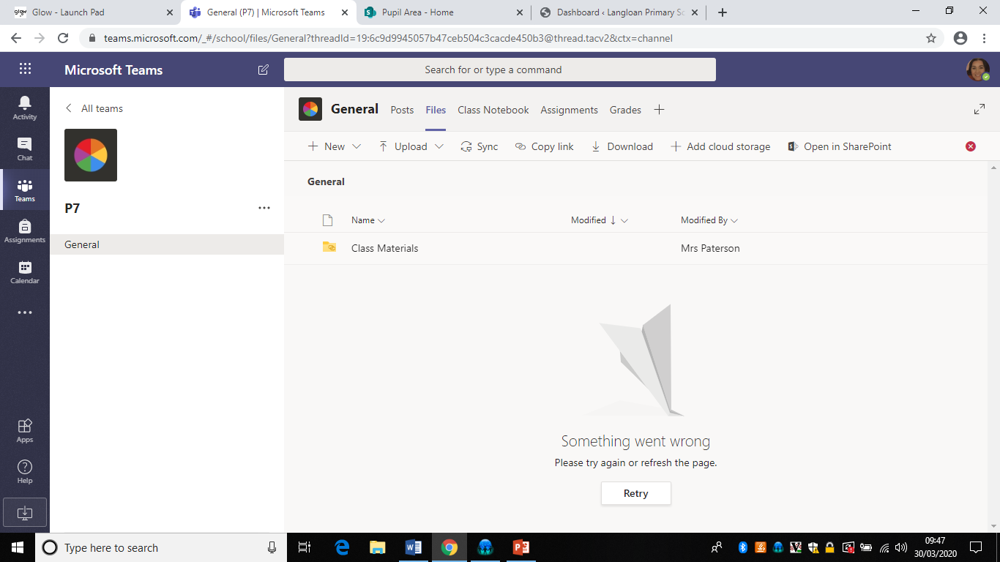 glow Glow - Launch Pad
General (P7) | Microsoft Teams
Pupil Area - Home
Dashboard ‹ Langloan Primary Sc
teams.microsoft.com/_#/school/files/General?threadId=19:6c9d9945057b47ceb504c3cacde450b3@thread.tacv2&ctx=channel
Microsoft Teams
Search for or type a command
Activity
Chat
Teams
Assignments
Calendar
Apps
Help
All teams
P7
General
General Posts Files Class Notebook Assignments Grades
New Upload Sync Copy link Download Add cloud storage Open in SharePoint
General
Name Modified Modified By
Class Materials Mrs Paterson
Something went wrong
Please try again or refresh the page.
Retry
Type here to search
09:47
30/03/2020